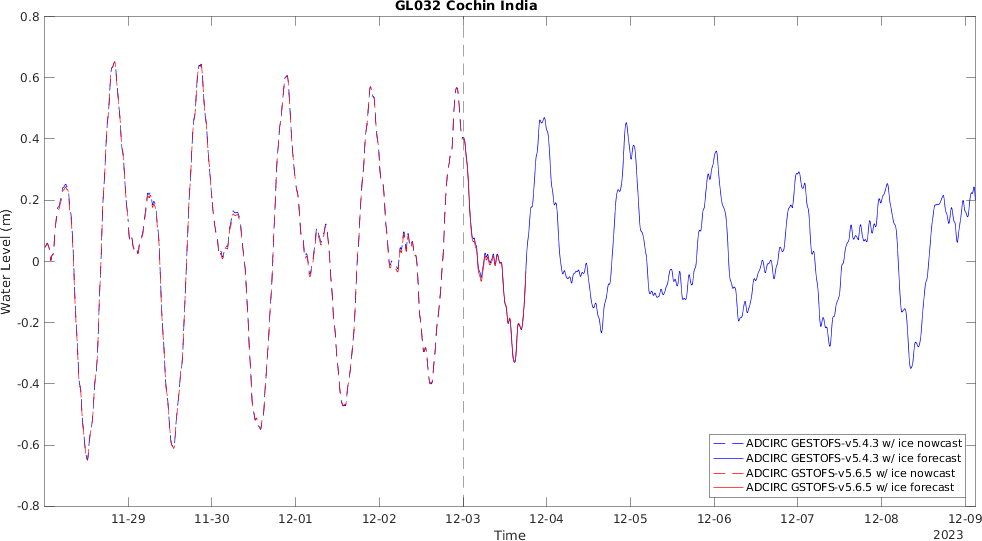 GL032 Cochin India
0.8
0.6
0.4
0.2
0
-0.2
-0.4
-0.6
-0.8
Water Level (m)
11-29 11-30 12-01 12-02 12-03 12-04 12-05 12-06 12-07 12-08 12-09
2023
Time
ADCIRC GESTOFS-v5.4.3 w/ ice nowcast
ADCIRC GESTOFS-v5.4.3 w/ ice forecast
ADCIRC GSTOFS-v5.6.5 w/ ice nowcast
ADCIRC GSTOFS-v5.6.5 w/ ice forecast